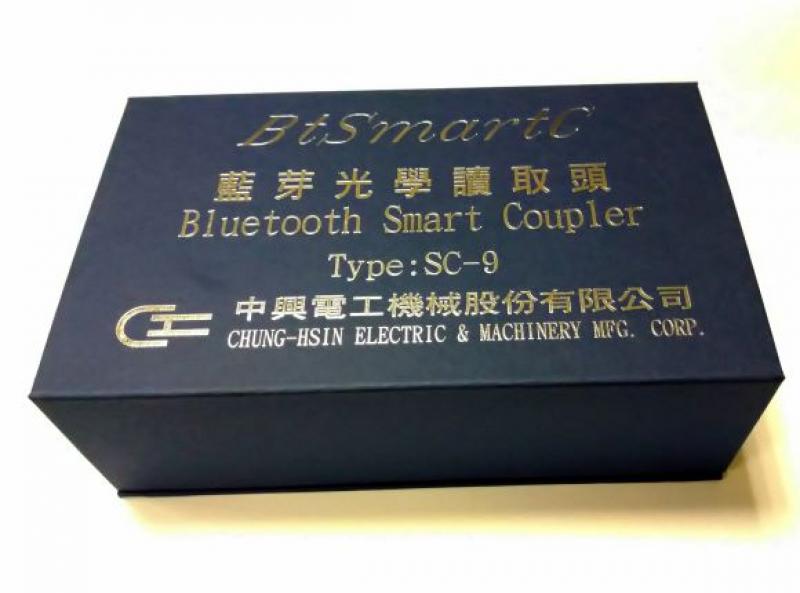 BtSmartC
藍芽光學讀取頭
Bluetooth Smart Coupler
Type:SC-9
中興電工機械股份有限公司
CHUNG-HSIN ELECTRIC & MACHINERY MFG. CORP.